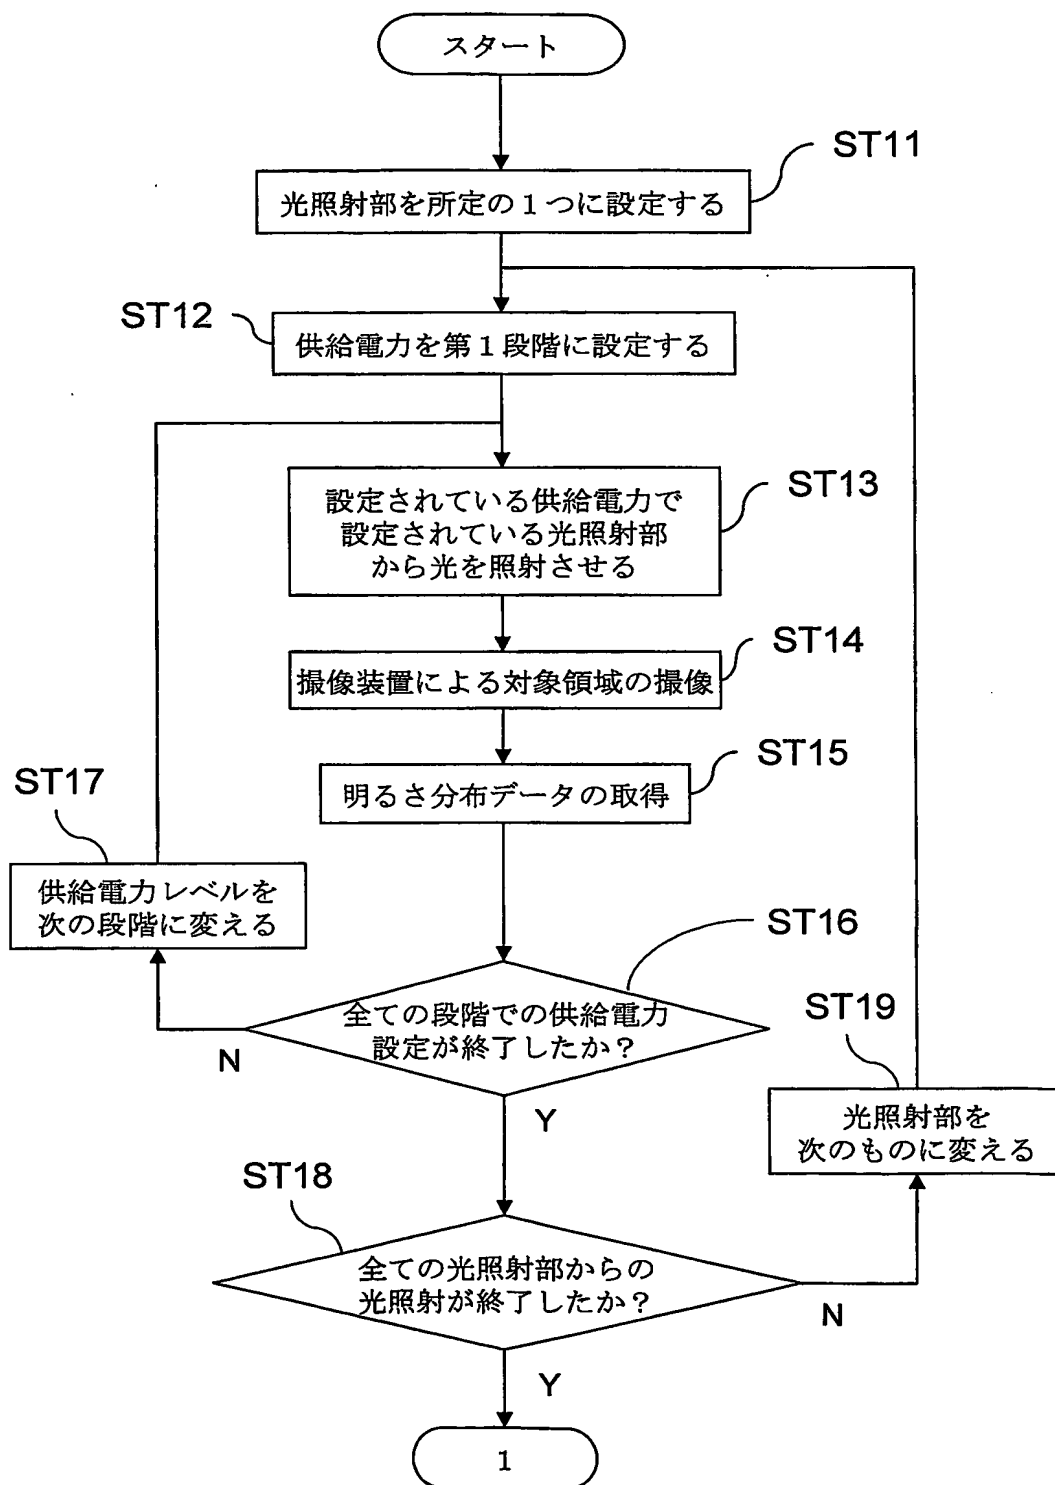 スタート
ST11
光照射部を所定の１つに設定する
ST12
供給電力を第１段階に設定する
ST13
設定されている供給電力で
設定されている光照射部
から光を照射させる
ST14
撮像装置による対象領域の撮像
ST15
明るさ分布データの取得
ST17
供給電力レベルを
次の段階に変える
ST16
全ての段階での供給電力
設定が終了したか？
N
Y
ST19
光照射部を
次のものに変える
ST18
全ての光照射部からの
光照射が終了したか？
N
Y
1